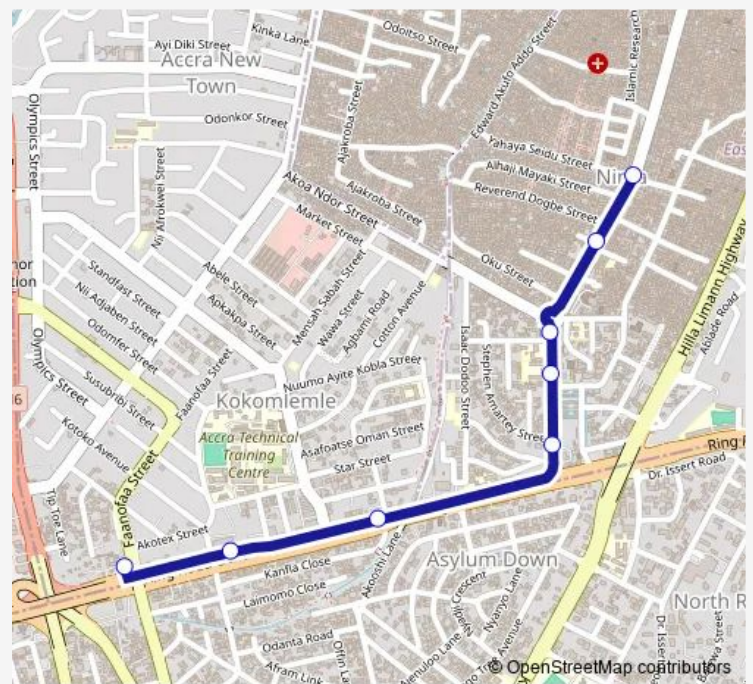 Kinka Lane
Odoitso Street
Edward Akufo Addo Street
Islamic Research
Ayi Diki Street
Accra New
Town
Olympics Street
Odonkor Street
Ajakroba Street
Yahaya Seidu Street
Alhaji Mayaki Street
Nima
Reverend Dogbe Street
Nii Afrokwei Street
Akoa Ndor Street
Ajakroba Street
Market Street
Oku Street
Hilla Limann Highway
Ablade Road
Standfast Street
Abele Street
Nii Adjaben Street
Apkakpa Street
Mensah Sabah Street
Wawa Street
Agbami Road
Cotton Avenue
Odomfer Street
Olympics Street
Isaac Dodoo Street
Stephen Amartey Street
Susubribi Street
Faanofaa Street
Nuumo Ayite Kobla Street
Kokomlemle
Kotoko Avenue
Accra Technical
Training
Centre
Asafoatse Oman Street
Star Street
Dr. Issert Road
Tip Toe Lane
Faanofaa Street
Akotex Street
Kanfla Close
Laimomo Close
Akooshi Lane
Asylum Down
Crescent
Nyanyo Lane
North R
Odanta Road
Afram Link
© OpenStreetMap contributors